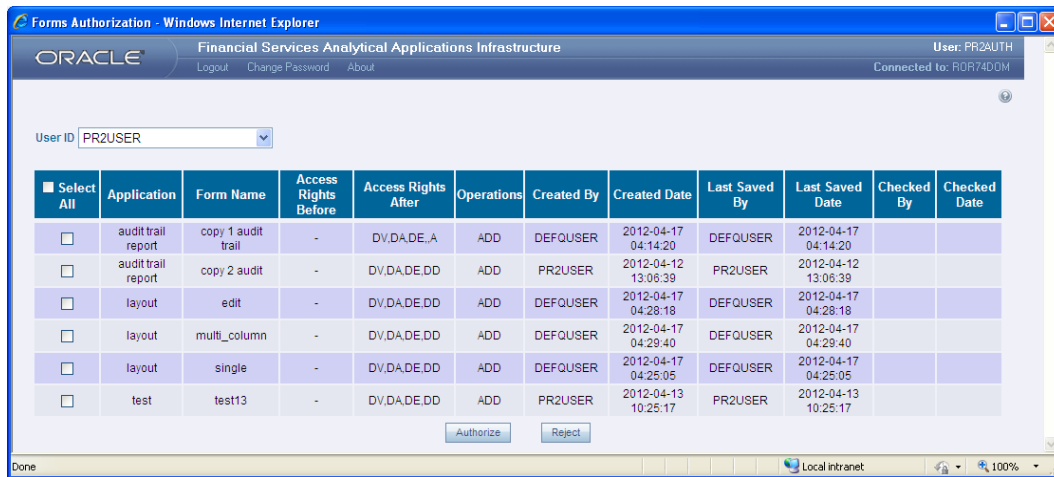 Forms Authorization - Windows Internet Explorer
ORACLE
Financial Services Analytical Applications Infrastructure
User: PR2AUTH
Logout Change Password About
Connected to: ROR74DOM
User ID PR2USER
Select All Application Form Name Access Rights Before Access Rights After Operations Created By Created Date Last Saved By Last Saved Date Checked By Checked Date
audit trail report copy 1 audit trail - DV,DA,DE,,A ADD DEFQUSER 2012-04-17 04:14:20 DEFQUSER 2012-04-17 04:14:20
audit trail report copy 2 audit - DV,DA,DE,DD ADD PR2USER 2012-04-12 13:06:39 PR2USER 2012-04-12 13:06:39
layout edit - DV,DA,DE,DD ADD DEFQUSER 2012-04-17 04:28:18 DEFQUSER 2012-04-17 04:28:18
layout multi_column - DV,DA,DE,DD ADD DEFQUSER 2012-04-17 04:29:40 DEFQUSER 2012-04-17 04:29:40
layout single - DV,DA,DE,DD ADD DEFQUSER 2012-04-17 04:25:05 DEFQUSER 2012-04-17 04:25:05
test test13 - DV,DA,DE,DD ADD PR2USER 2012-04-13 10:25:17 PR2USER 2012-04-13 10:25:17
Authorize Reject
Done Local intranet 100%